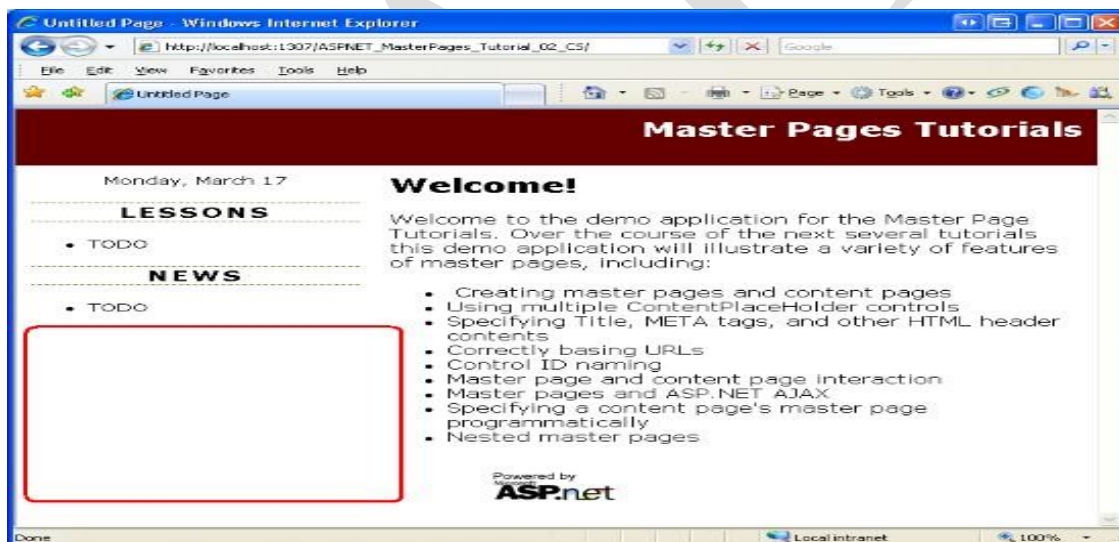 Untitled Page - Windows Internet Explorer
http://localhost:1307/ASPNET_MasterPages_Tutorial_02_CS/
Google
File Edit View Favorites Tools Help
Untitled Page
Page Tools
Master Pages Tutorials
Monday, March 17
LESSONS
• TODO
NEWS
• TODO
Welcome!
Welcome to the demo application for the Master Page
Tutorials. Over the course of the next several tutorials
this demo application will illustrate a variety of features
of master pages, including:
• Creating master pages and content pages
• Using multiple ContentPlaceHolder controls
• Specifying Title, META tags, and other HTML header
contents
• Correctly basing URLs
• Control ID naming
• Master page and content page interaction
• Master pages and ASP.NET AJAX
• Specifying a content page's master page
programmatically
• Nested master pages
Powered by
Microsoft
ASP.net
Done
Local intranet
100%